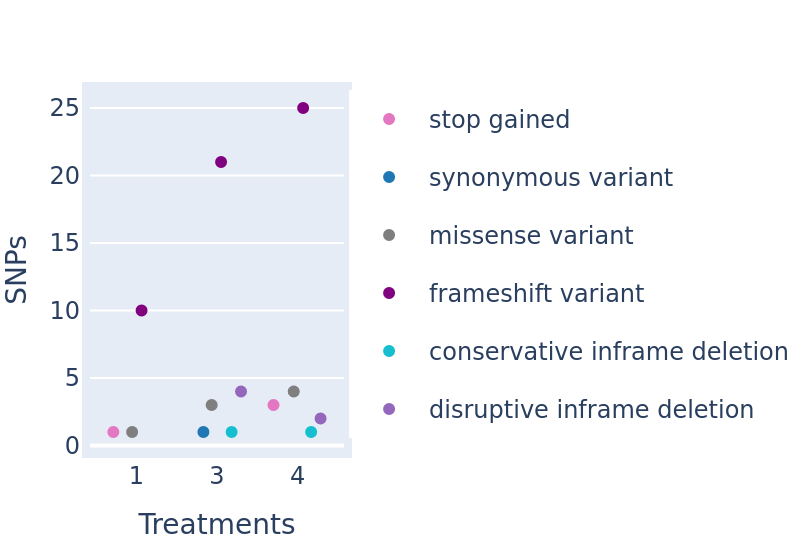 25
20
15
10
5
0
SNPs
1 3 4
Treatments
stop gained
synonymous variant
missense variant
frameshift variant
conservative inframe deletion
disruptive inframe deletion